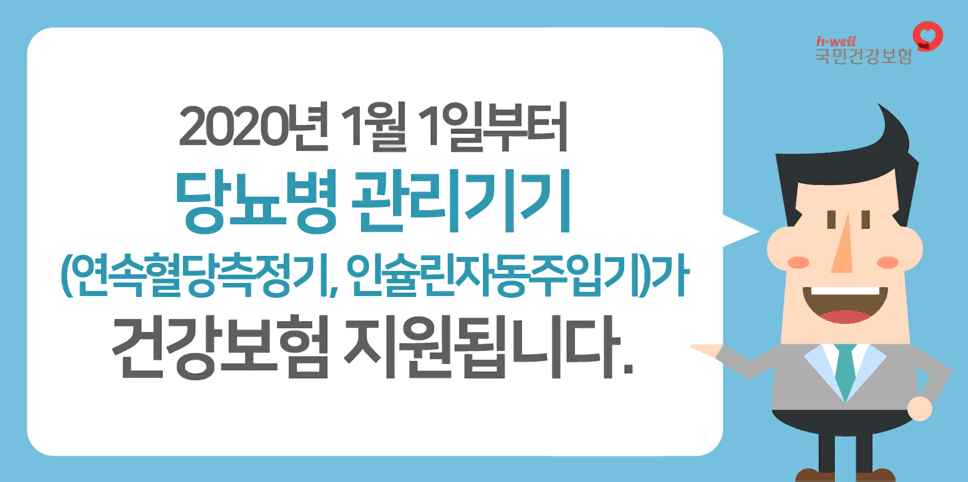 h·well
국민건강보험
2020년 1월 1일부터
당뇨병 관리기기
(연속혈당측정기, 인슐린자동주입기)가
건강보험 지원됩니다.